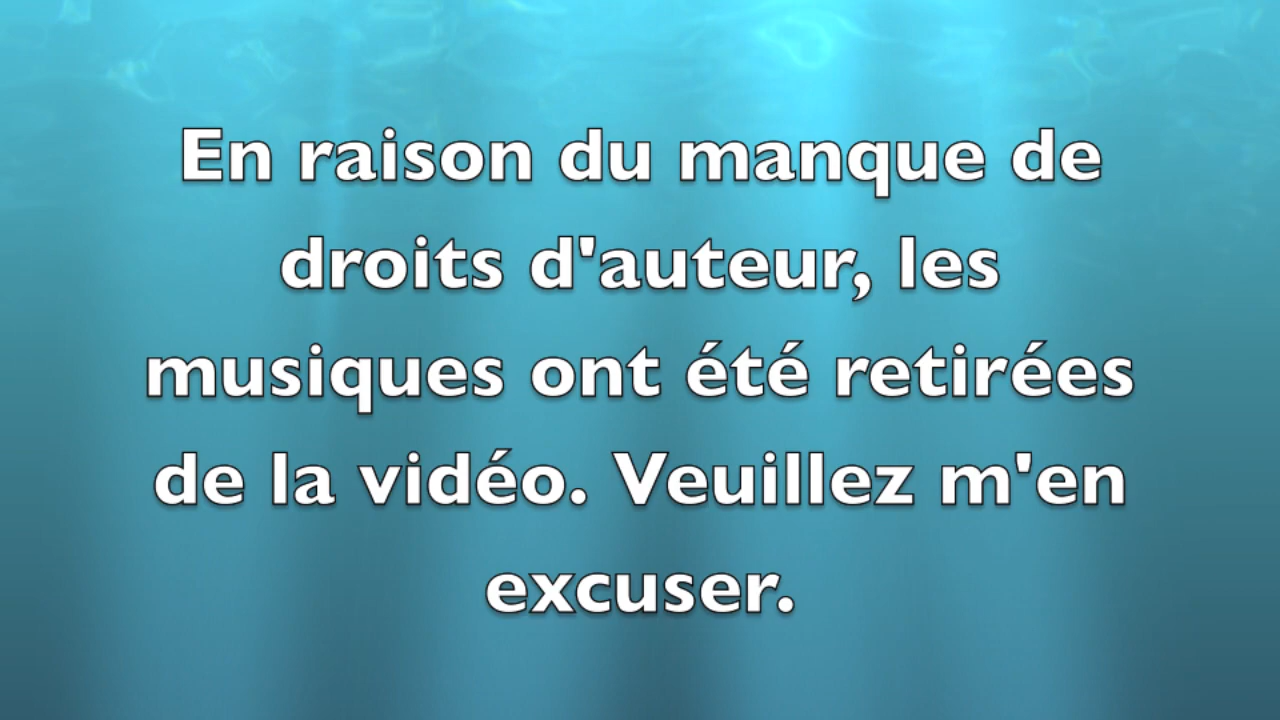 En raison du manque de
droits d'auteur, les
musiques ont été retirées
de la vidéo. Veuillez m'en
excuser.